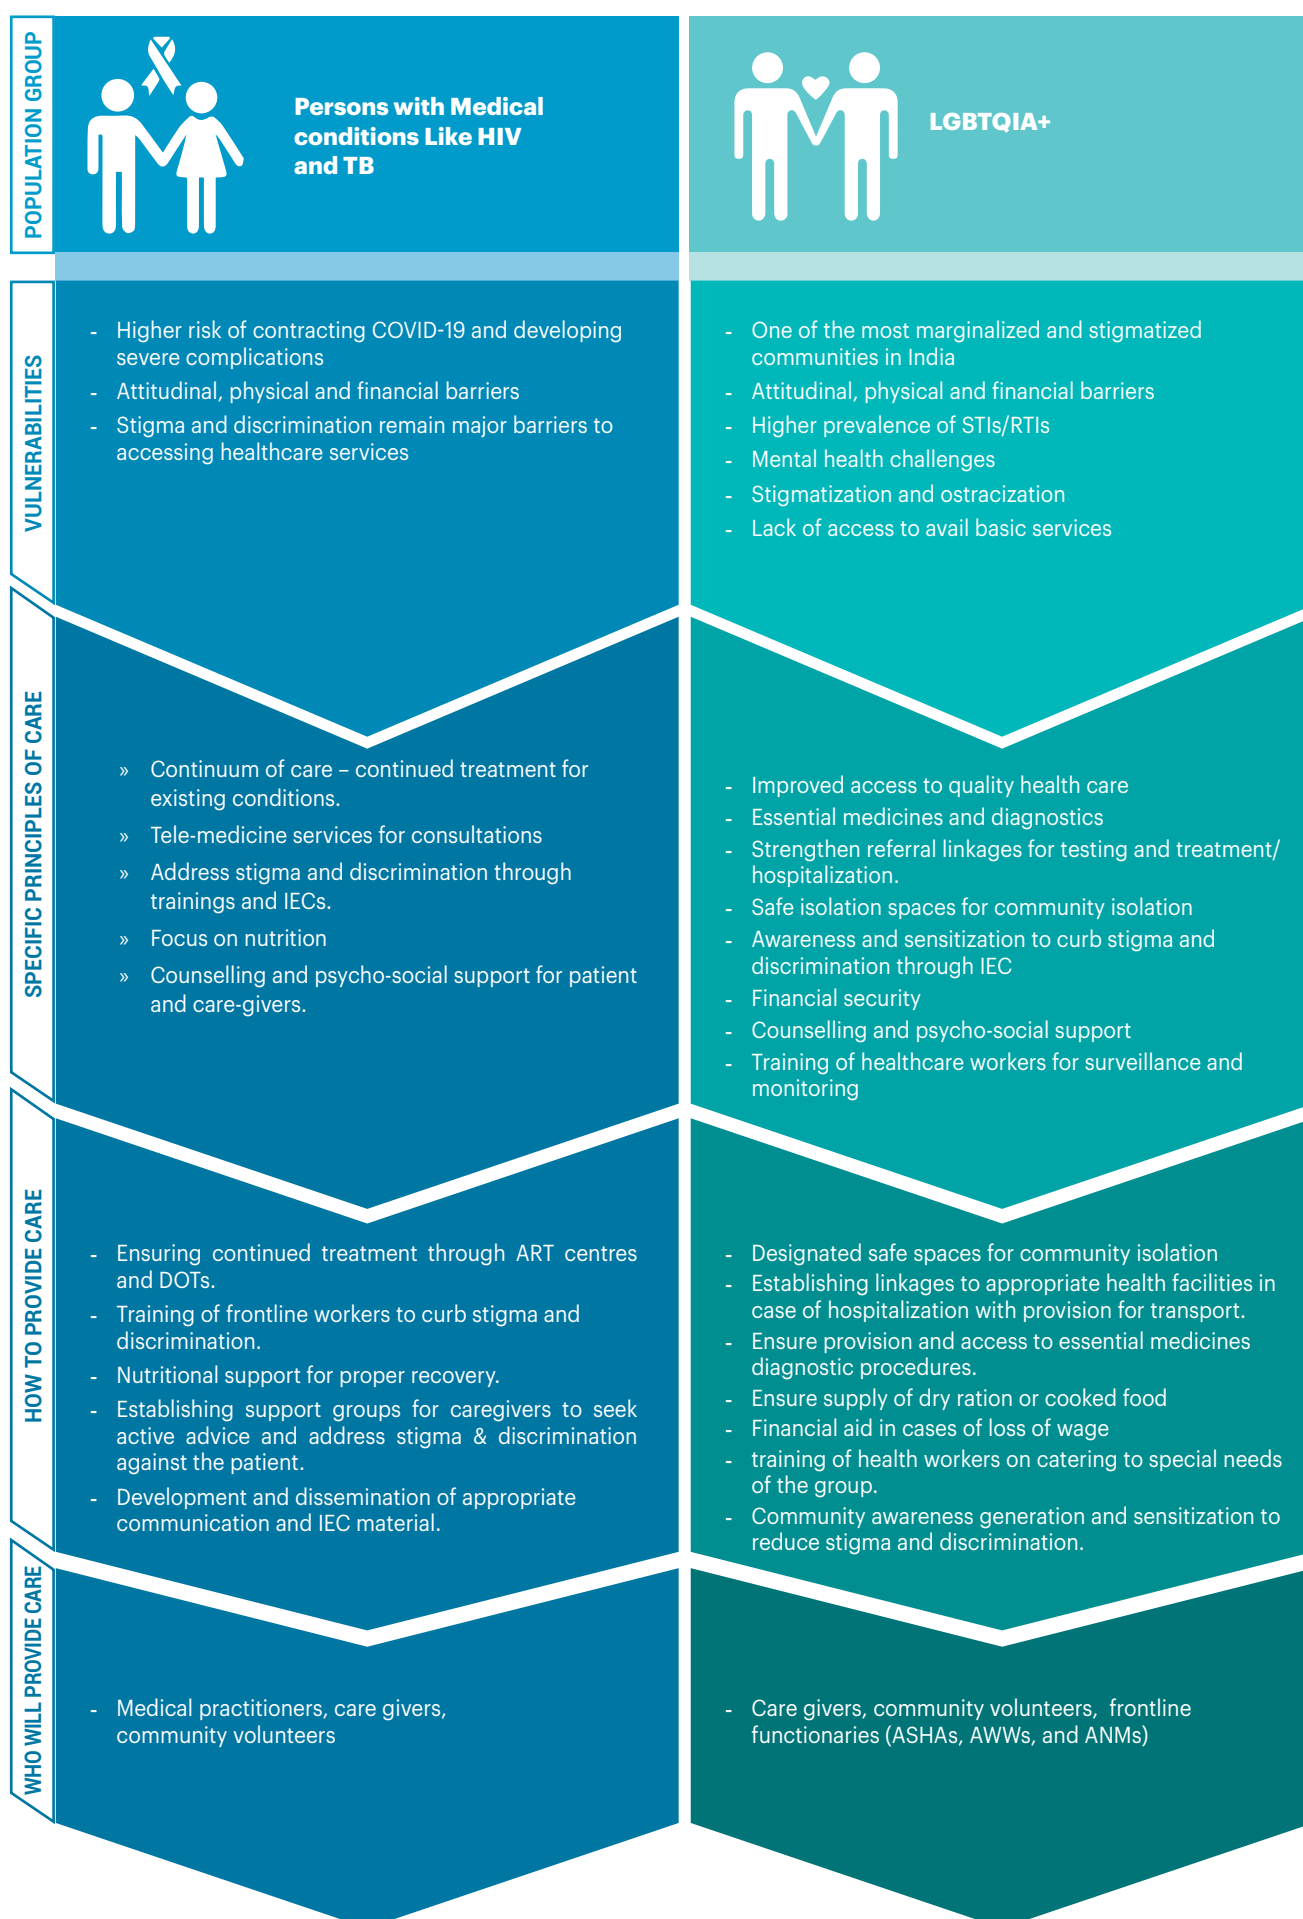 POPULATION GROUP
Persons with Medical
conditions Like HIV
and TB
LGBTQIA+
VULNERABILITIES
- Higher risk of contracting COVID-19 and developing
severe complications
- Attitudinal, physical and financial barriers
- Stigma and discrimination remain major barriers to
accessing healthcare services
- One of the most marginalized and stigmatized
communities in India
- Attitudinal, physical and financial barriers
- Higher prevalence of STIs/RTIs
- Mental health challenges
- Stigmatization and ostracization
- Lack of access to avail basic services
SPECIFIC PRINCIPLES OF CARE
» Continuum of care – continued treatment for
existing conditions.
» Tele-medicine services for consultations
» Address stigma and discrimination through
trainings and IECs.
» Focus on nutrition
» Counselling and psycho-social support for patient
and care-givers.
- Improved access to quality health care
- Essential medicines and diagnostics
- Strengthen referral linkages for testing and treatment/
hospitalization.
- Safe isolation spaces for community isolation
- Awareness and sensitization to curb stigma and
discrimination through IEC
- Financial security
- Counselling and psycho-social support
- Training of healthcare workers for surveillance and
monitoring
HOW TO PROVIDE CARE
- Ensuring continued treatment through ART centres
and DOTs.
- Training of frontline workers to curb stigma and
discrimination.
- Nutritional support for proper recovery.
- Establishing support groups for caregivers to seek
active advice and address stigma & discrimination
against the patient.
- Development and dissemination of appropriate
communication and IEC material.
- Designated safe spaces for community isolation
- Establishing linkages to appropriate health facilities in
case of hospitalization with provision for transport.
- Ensure provision and access to essential medicines
diagnostic procedures.
- Ensure supply of dry ration or cooked food
- Financial aid in cases of loss of wage
- training of health workers on catering to special needs
of the group.
- Community awareness generation and sensitization to
reduce stigma and discrimination.
WHO WILL PROVIDE CARE
- Medical practitioners, care givers,
community volunteers
- Care givers, community volunteers, frontline
functionaries (ASHAs, AWWs, and ANMs)